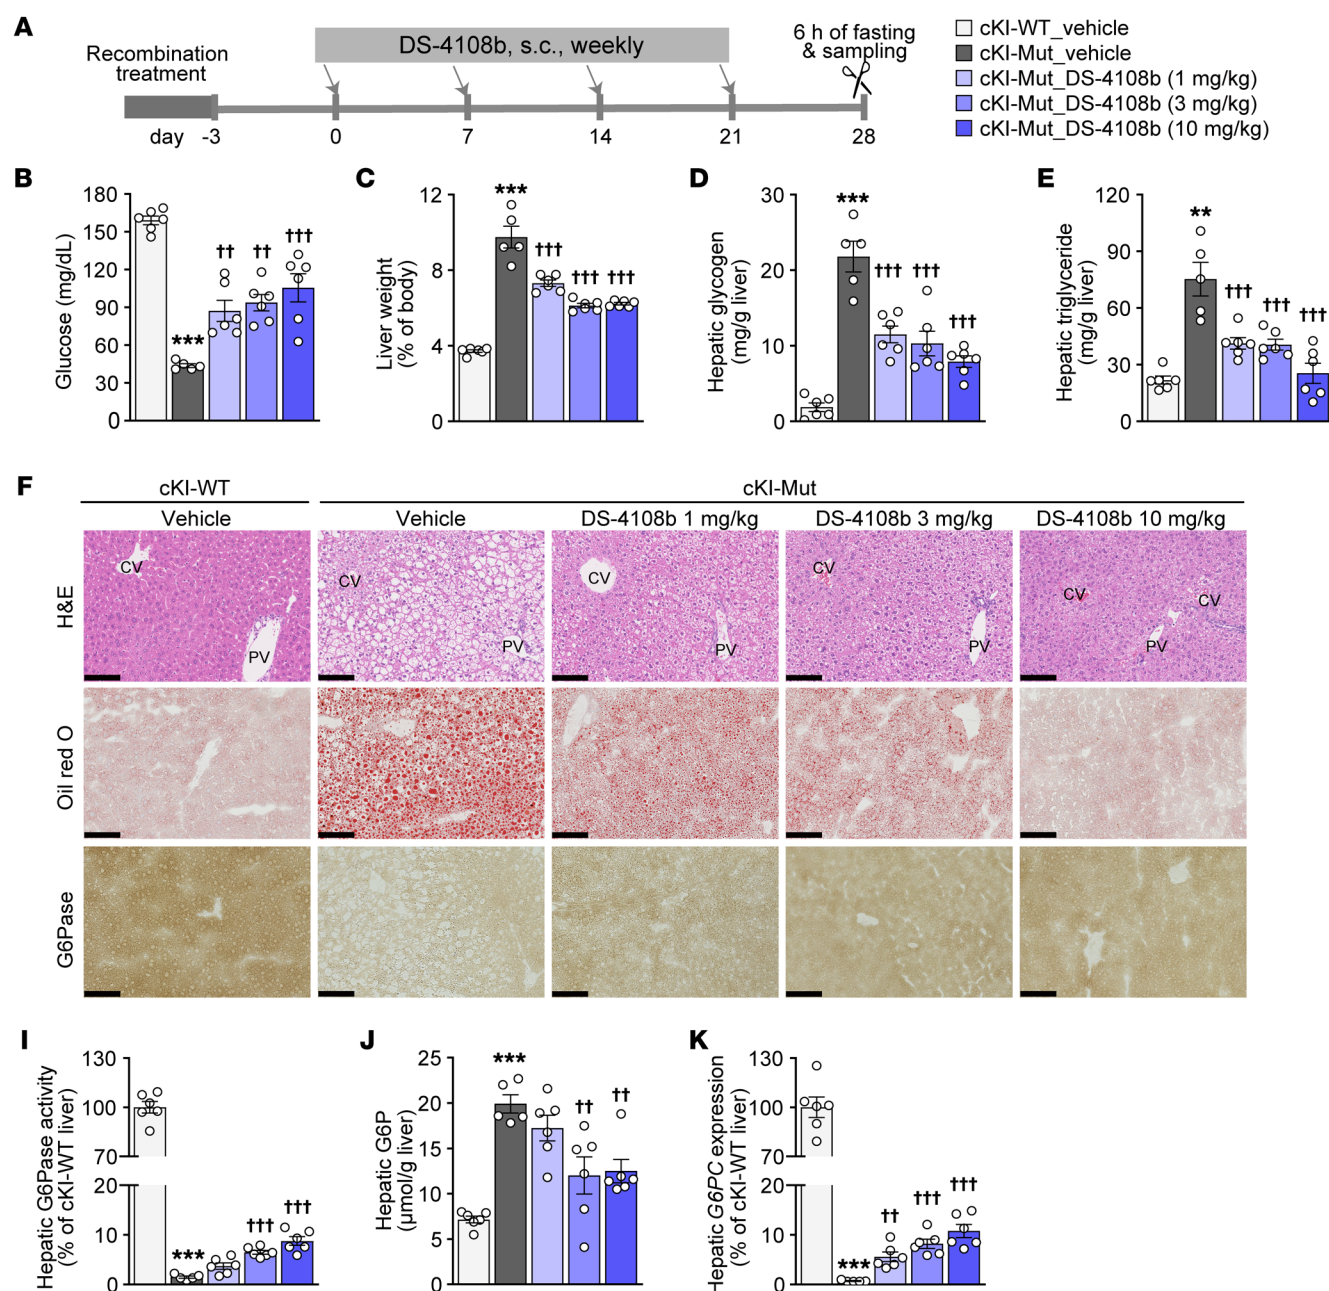 A
Recombination
treatment
DS-4108b, s.c., weekly
6 h of fasting
& sampling
day
-3
0
7
14
21
28
cKI-WT_vehicle
cKI-Mut_vehicle
cKI-Mut_DS-4108b (1 mg/kg)
cKI-Mut_DS-4108b (3 mg/kg)
cKI-Mut_DS-4108b (10 mg/kg)
B
Glucose (mg/dL)
180
150
120
90
60
30
0
***
††
††
†††
C
Liver weight
(% of body)
12
8
4
0
***
†††
†††
†††
D
Hepatic glycogen
(mg/g liver)
30
20
10
0
***
†††
†††
†††
E
Hepatic triglyceride
(mg/g liver)
120
90
60
30
0
**
†††
†††
†††
F
cKI-WT
cKI-Mut
Vehicle
Vehicle
DS-4108b 1 mg/kg
DS-4108b 3 mg/kg
DS-4108b 10 mg/kg
H&E
CV
PV
CV
PV
CV
PV
CV
PV
CV
CV
PV
Oil red O
G6Pase
I
Hepatic G6Pase activity
(% of cKI-WT liver)
130
100
70
20
10
0
***
†††
†††
J
Hepatic G6P
(µmol/g liver)
25
20
15
10
5
0
***
††
††
K
Hepatic G6PC expression
(% of cKI-WT liver)
130
100
70
20
10
0
***
††
†††
†††